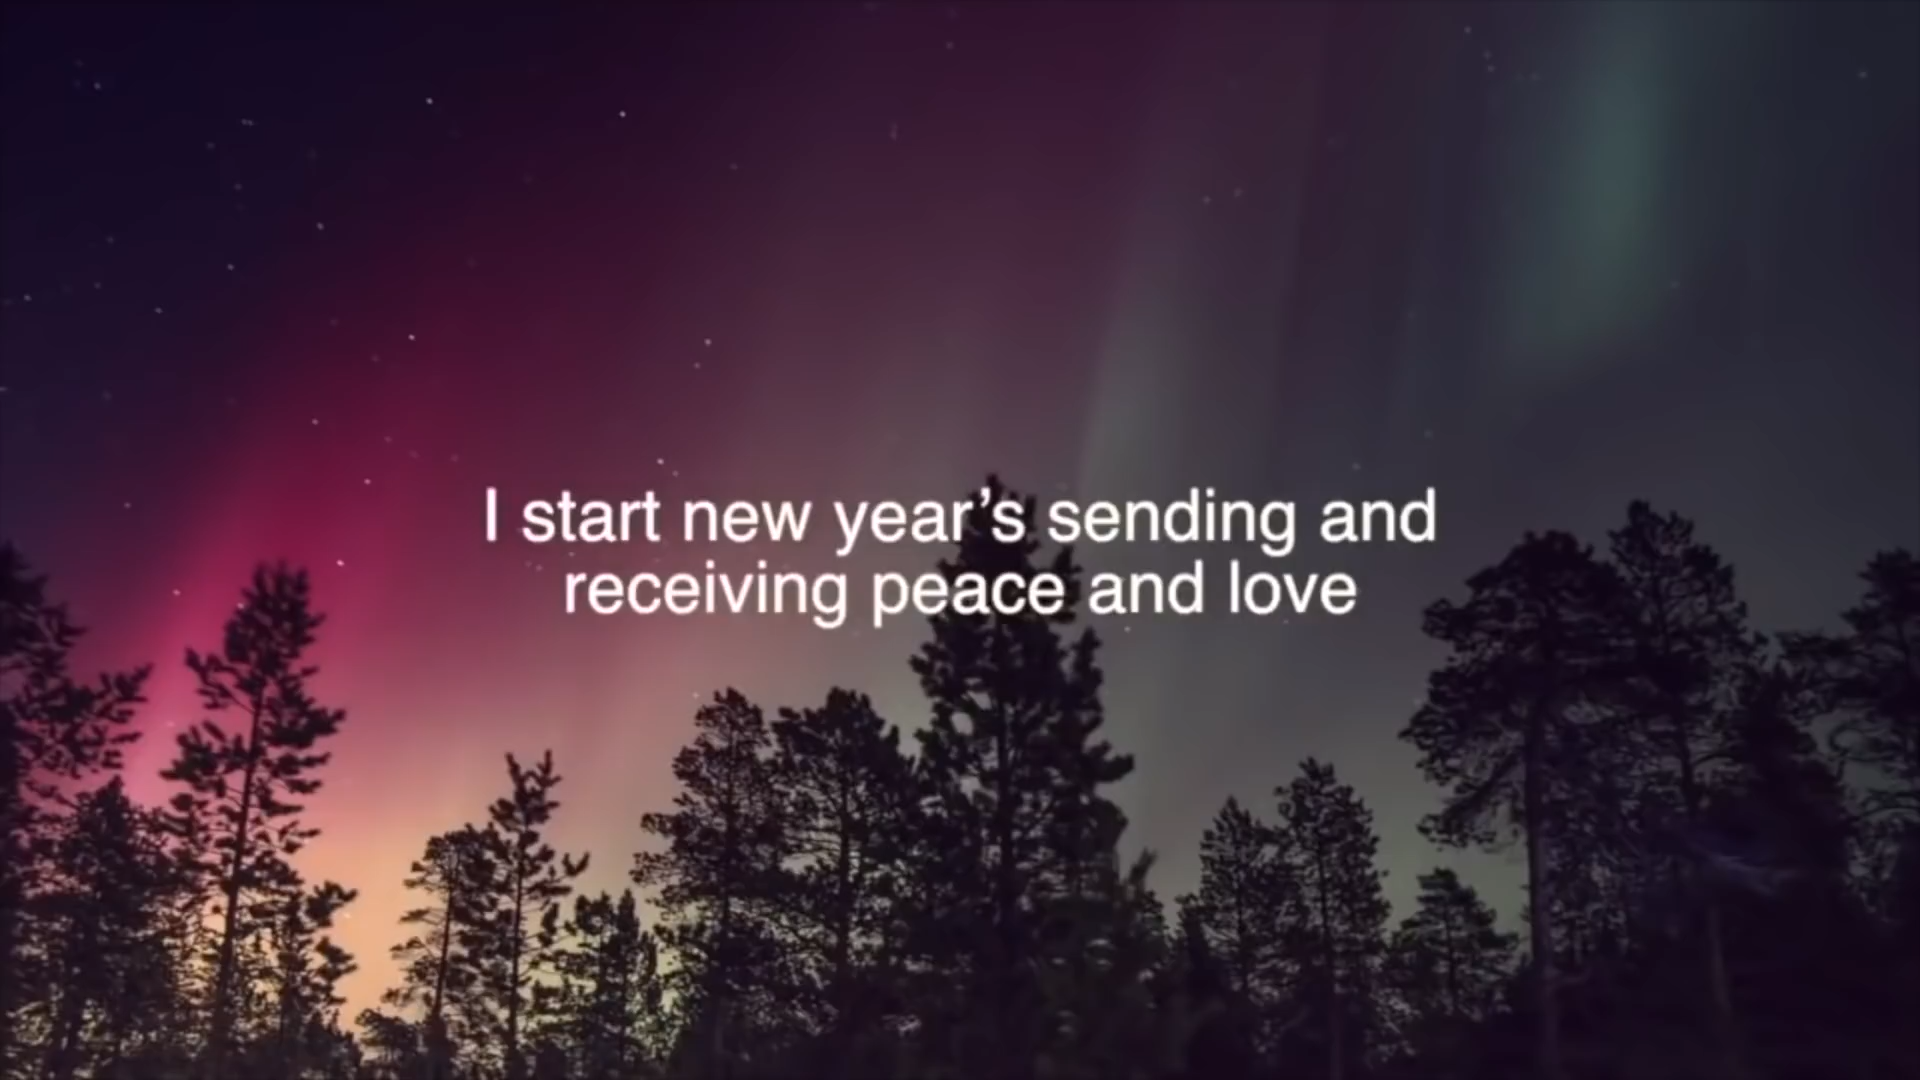 I start new year’s sending and
receiving peace and love